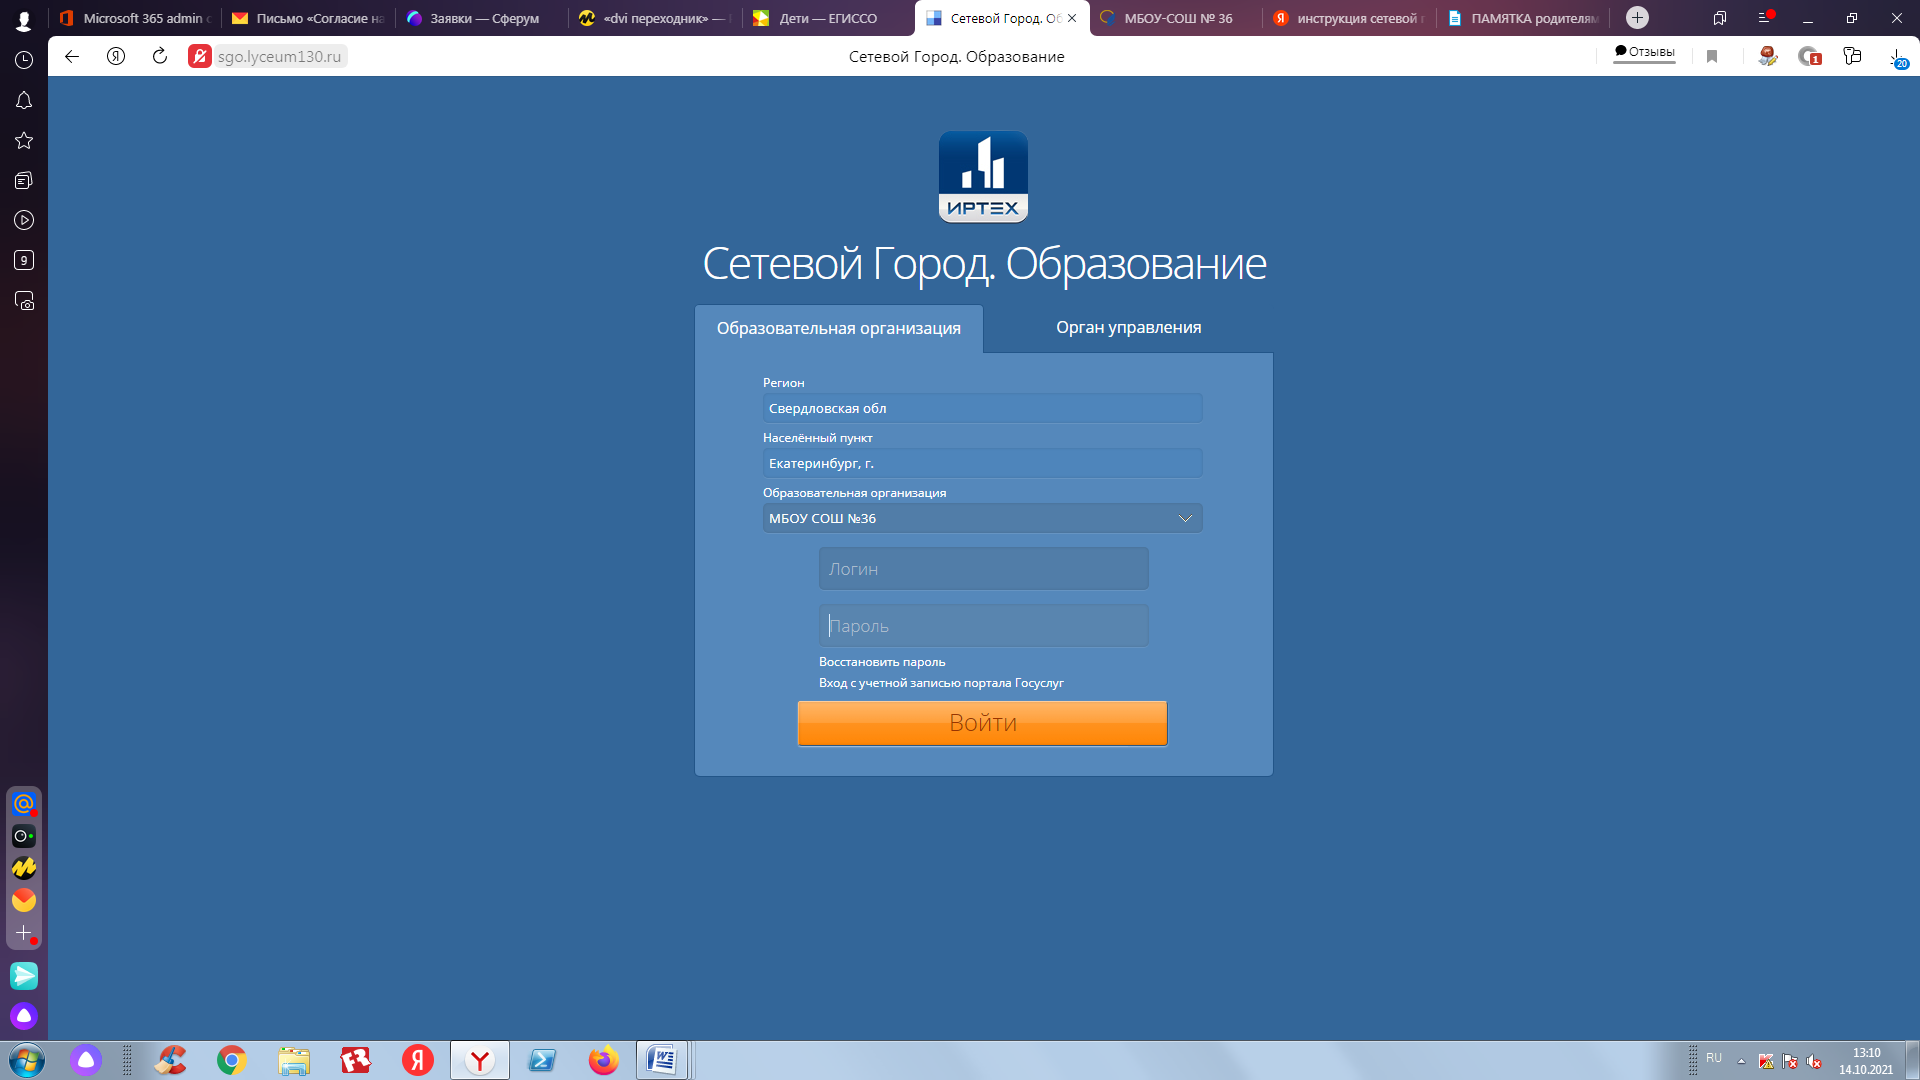 Microsoft 365 admin c
Письмо «Согласие на
Заявки — Сферум
«dvi переходник» —
Дети — ЕГИССО
Сетевой Город. Об
МБОУ-СОШ № 36
инструкция сетевой г
ПАМЯТКА родителям
sgo.lyceum130.ru
Сетевой Город. Образование
Отзывы
1
20
9
ИРТЕХ
Сетевой Город. Образование
Образовательная организация
Орган управления
Регион
Свердловская обл
Населённый пункт
Екатеринбург, г.
Образовательная организация
МБОУ СОШ №36
Логин
Пароль
Восстановить пароль
Вход с учетной записью портала Госуслуг
Войти
RU
13:10
14.10.2021